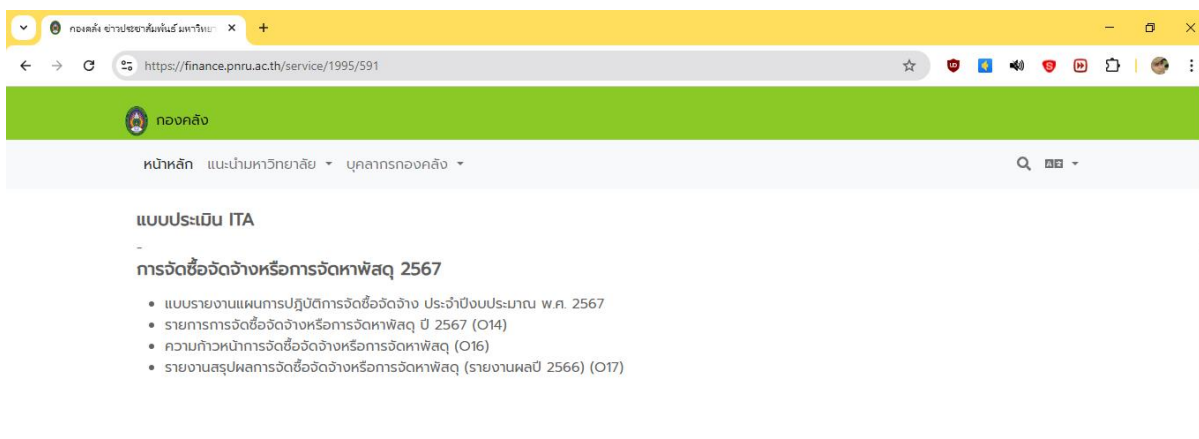 กองคลัง ข่าวประชาสัมพันธ์ มหาวิทยา
https://finance.pnru.ac.th/service/1995/591
กองคลัง
หน้าหลัก แนะนำมหาวิทยาลัย บุคลากรกองคลัง
แบบประเมิน ITA
-
การจัดซื้อจัดจ้างหรือการจัดหาพัสดุ 2567
• แบบรายงานแผนการปฎิบัติการจัดซื้อจัดจ้าง ประจำปีงบประมาณ พ.ศ. 2567
• รายการการจัดซื้อจัดจ้างหรือการจัดหาพัสดุ ปี 2567 (O14)
• ความก้าวหน้าการจัดซื้อจัดจ้างหรือการจัดหาพัสดุ (O16)
• รายงานสรุปผลการจัดซื้อจัดจ้างหรือการจัดหาพัสดุ (รายงานผลปี 2566) (O17)